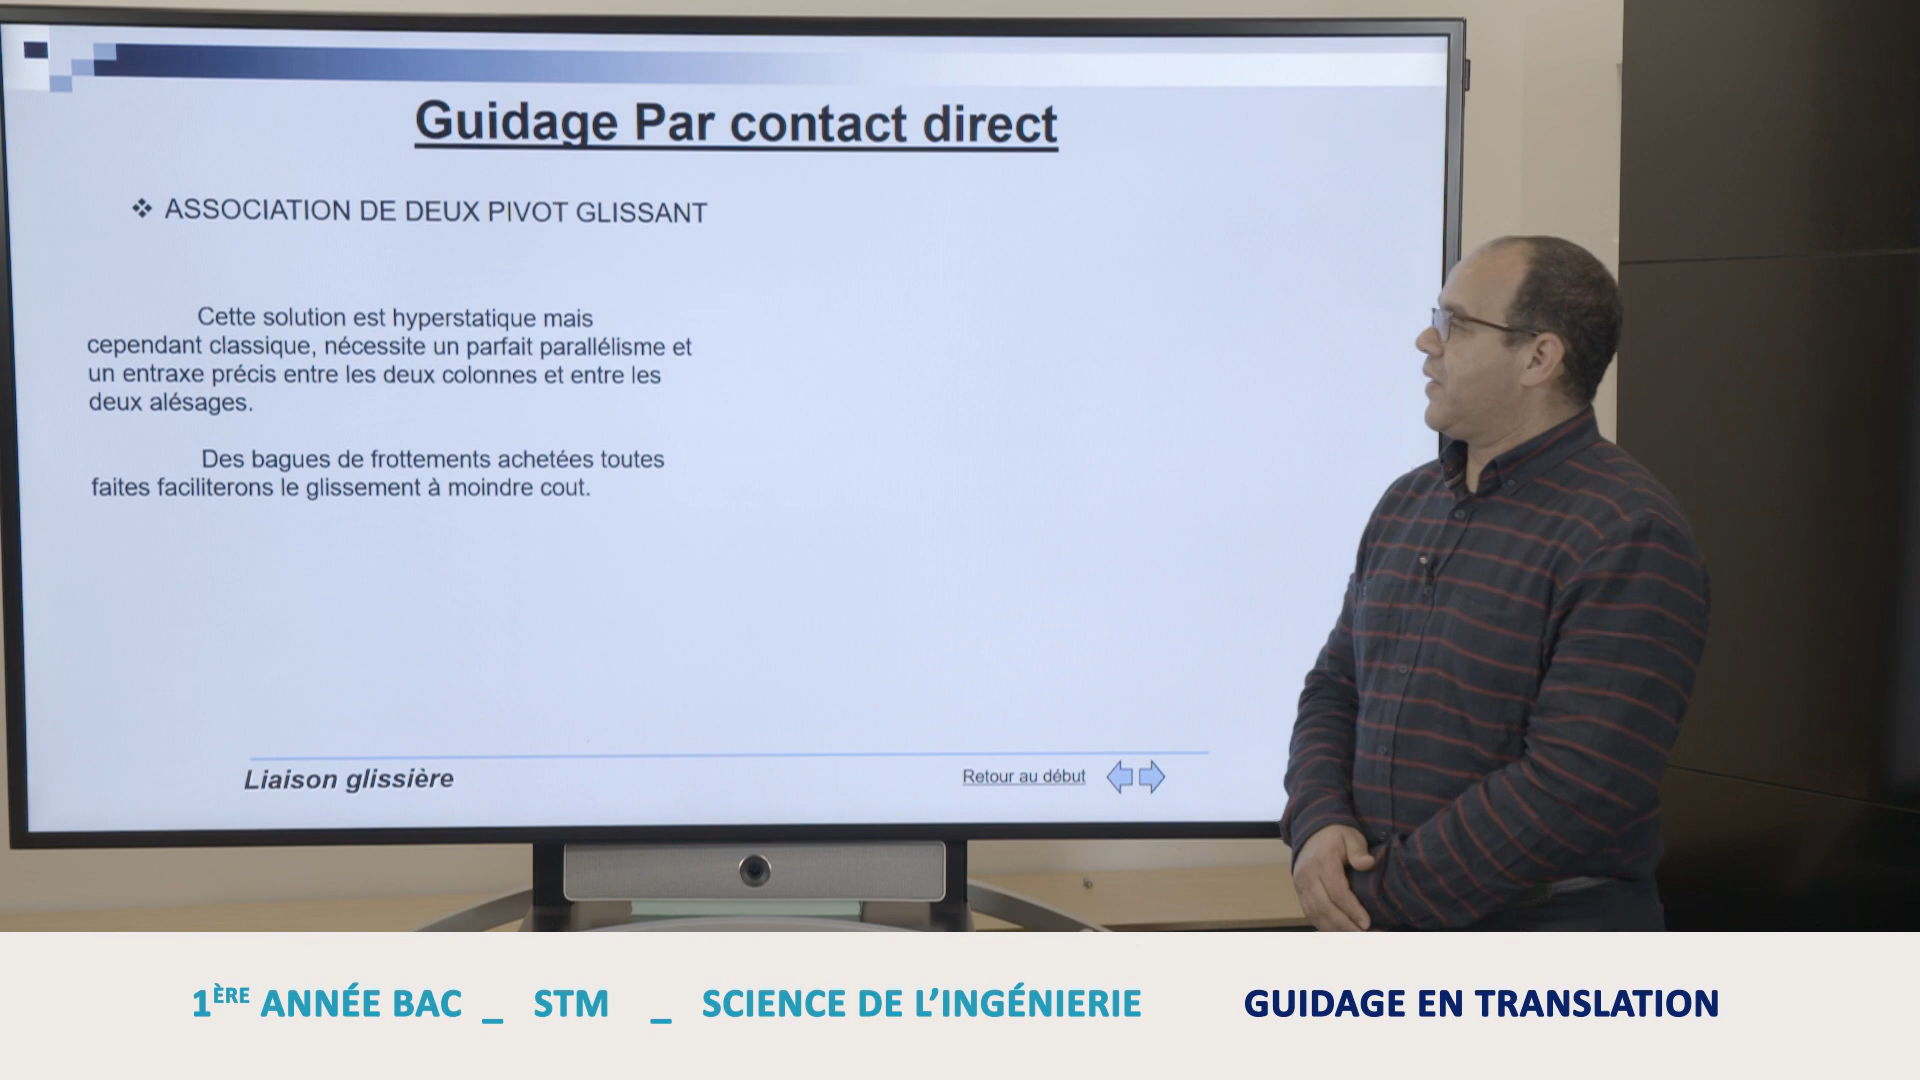 Guidage Par contact direct
ASSOCIATION DE DEUX PIVOT GLISSANT
Cette solution est hyperstatique mais
cependant classique, nécessite un parfait parallélisme et
un entraxe précis entre les deux colonnes et entre les
deux alésages.
Des bagues de frottements achetées toutes
faites faciliterons le glissement à moindre cout.
Liaison glissière
Retour au début
1ÈRE ANNÉE BAC _ STM _ SCIENCE DE L'INGÉNIERIE GUIDAGE EN TRANSLATION